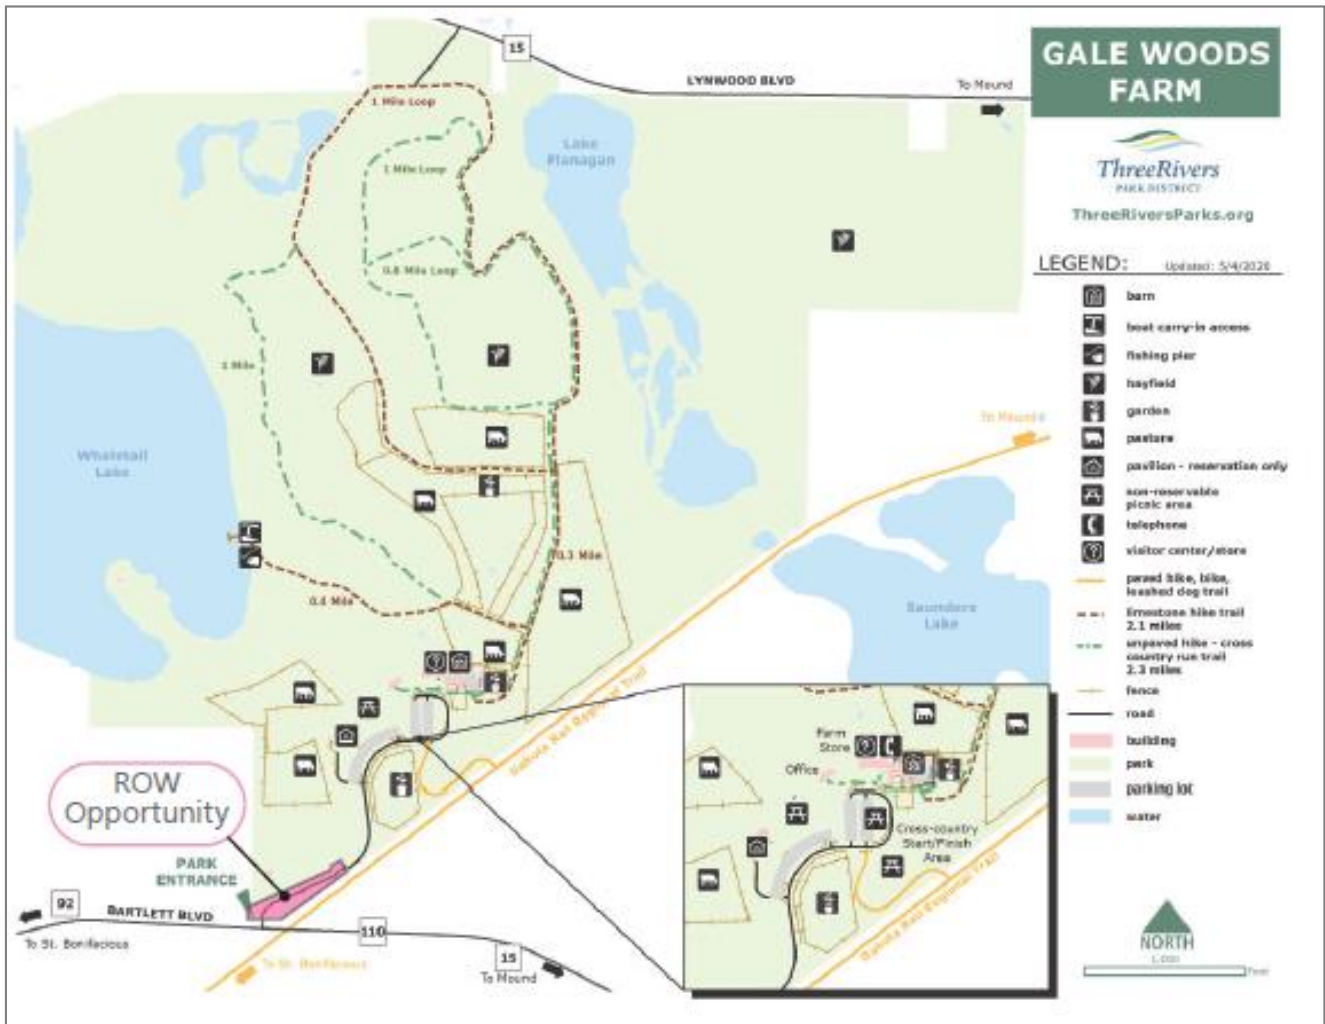 GALE WOODS
FARM
ThreeRivers
PARK DISTRICT
ThreeRiversParks.org
LEGEND:
Updated: 5/4/2020
barn
boat carry-in access
fishing pier
hayfield
garden
pasture
pavilion - reservation only
non-reservable
picnic area
telephone
visitor center/store
paved hike, bike,
leashed dog trail
limestone hike trail
2.1 miles
unpaved hike - cross
country run trail
2.3 miles
fence
road
building
park
parking lot
water
NORTH
Feet
15
LYNWOOD BLVD
To Mound
1 Mile Loop
1 Mile Loop
Lake
Flanagan
0.8 Mile Loop
1 Mile
Whaletail
Lake
To Mound
0.3 Mile
0.4 Mile
Saunders
Lake
Dakota Rail Regional Trail
ROW
Opportunity
PARK
ENTRANCE
92
BARTLETT BLVD
To St. Bonifacius
110
To St. Bonifacius
15
To Mound
Farm
Store
Office
Cross-country
Start/Finish
Area
Dakota Rail Regional Trail